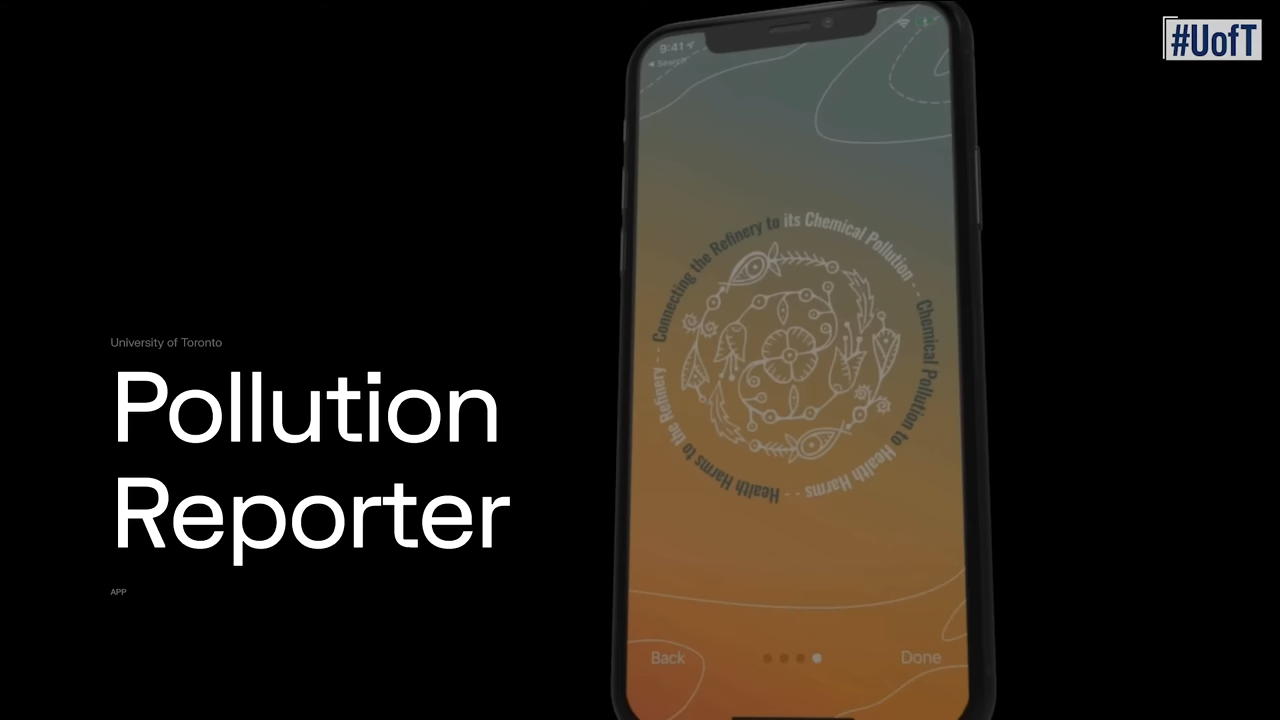 #UofT
9:41
Search
Connecting the Refinery to its Chemical Pollution -- Chemical Pollution to Health Harms -- Health Harms to the Refinery --
University of Toronto
Pollution
Reporter
APP
Back
Done